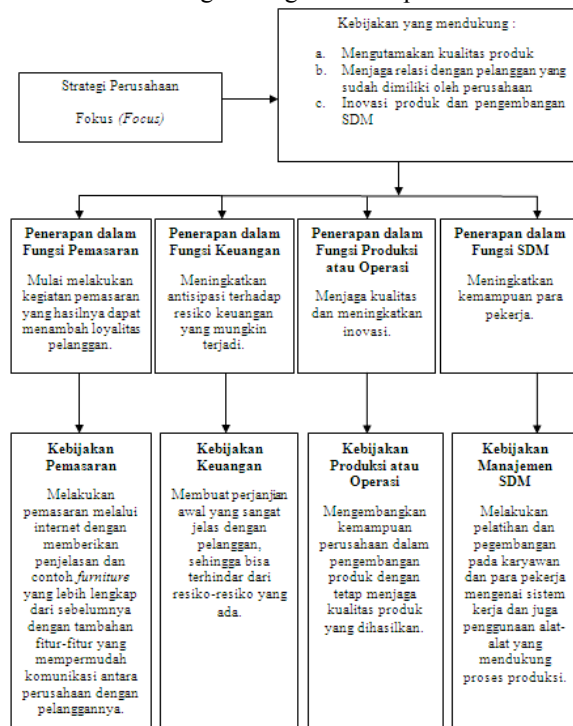 Kebijakan yang mendukung :
a. Mengutamakan kualitas produk
b. Menjaga relasi dengan pelanggan yang
sudah dimiliki oleh perusahaan
c. Inovasi produk dan pengembangan
SDM
Strategi Perusahaan
Fokus (Focus)
Penerapan dalam
Fungsi Pemasaran
Mulai melakukan
kegiatan pemasaran
yang hasilnya dapat
menambah loyalitas
pelanggan.
Penerapan dalam
Fungsi Keuangan
Meningkatkan
antisipasi terhadap
resiko keuangan
yang mungkin
terjadi.
Penerapan dalam
Fungsi Produksi
atau Operasi
Menjaga kualitas
dan meningkatkan
inovasi.
Penerapan dalam
Fungsi SDM
Meningkatkan
kemampuan para
pekerja.
Kebijakan
Pemasaran
Melakukan
pemasaran melalui
internet dengan
memberikan
penjelasan dan
contoh furniture
yang lebih lengkap
dari sebelumnya
dengan tambahan
fitur-fitur yang
mempermudah
komunikasi antara
perusahaan dengan
pelanggannya.
Kebijakan
Keuangan
Membuat perjanjian
awal yang sangat
jelas dengan
pelanggan,
sehingga bisa
terhindar dari
resiko-resiko yang
ada.
Kebijakan
Produksi atau
Operasi
Mengembangkan
kemampuan
perusahaan dalam
pengembangan
produk dengan
tetap menjaga
kualitas produk
yang dihasilkan.
Kebijakan
Manajemen
SDM
Melakukan
pelatihan dan
pegembangan
pada karyawan
dan para pekerja
mengenai sistem
kerja dan juga
penggunaan alat-
alat yang
mendukung
proses produksi.